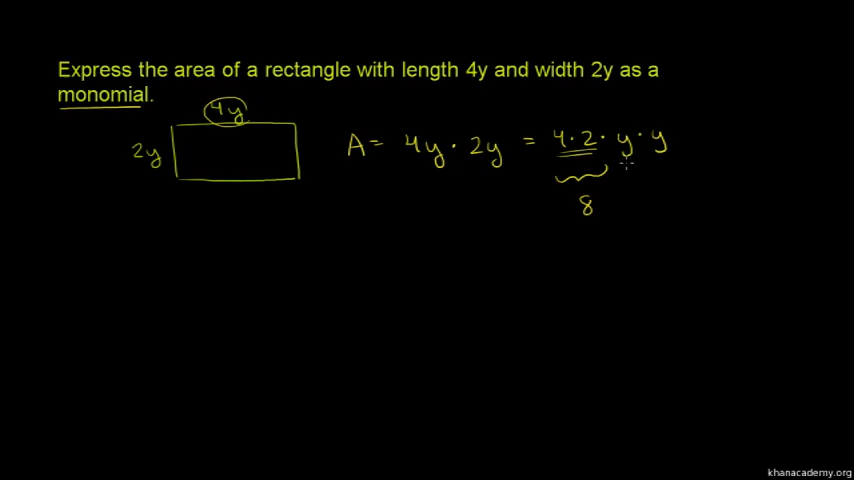 Express the area of a rectangle with length 4y and width 2y as a
monomial.
4y
2y
A = 4y · 2y = 4 · 2 · y · y
8
khanacademy.org